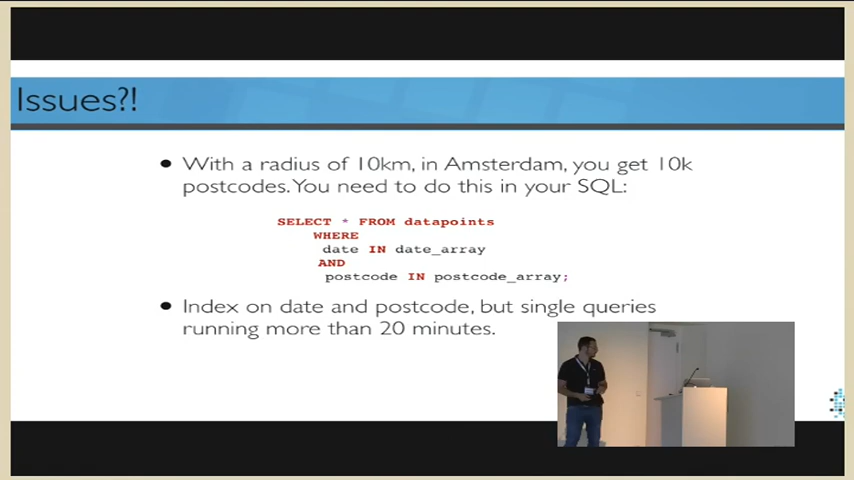 Issues?!
• With a radius of 10km, in Amsterdam, you get 10k
postcodes. You need to do this in your SQL:
SELECT * FROM datapoints
WHERE
date IN date_array
AND
postcode IN postcode_array;
• Index on date and postcode, but single queries
running more than 20 minutes.